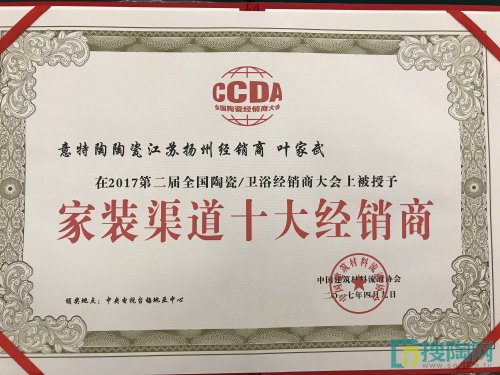 CCDA
全国陶瓷经销商大会
意特陶陶瓷江苏扬州经销商 叶家武
在2017第二届全国陶瓷/卫浴经销商大会上被授予
家装渠道十大经销商
中国建筑材料流通协会
二〇一七年四月九日
颁奖地点：中央电视台梅地亚中心
搜陶网
www.sootao.tv